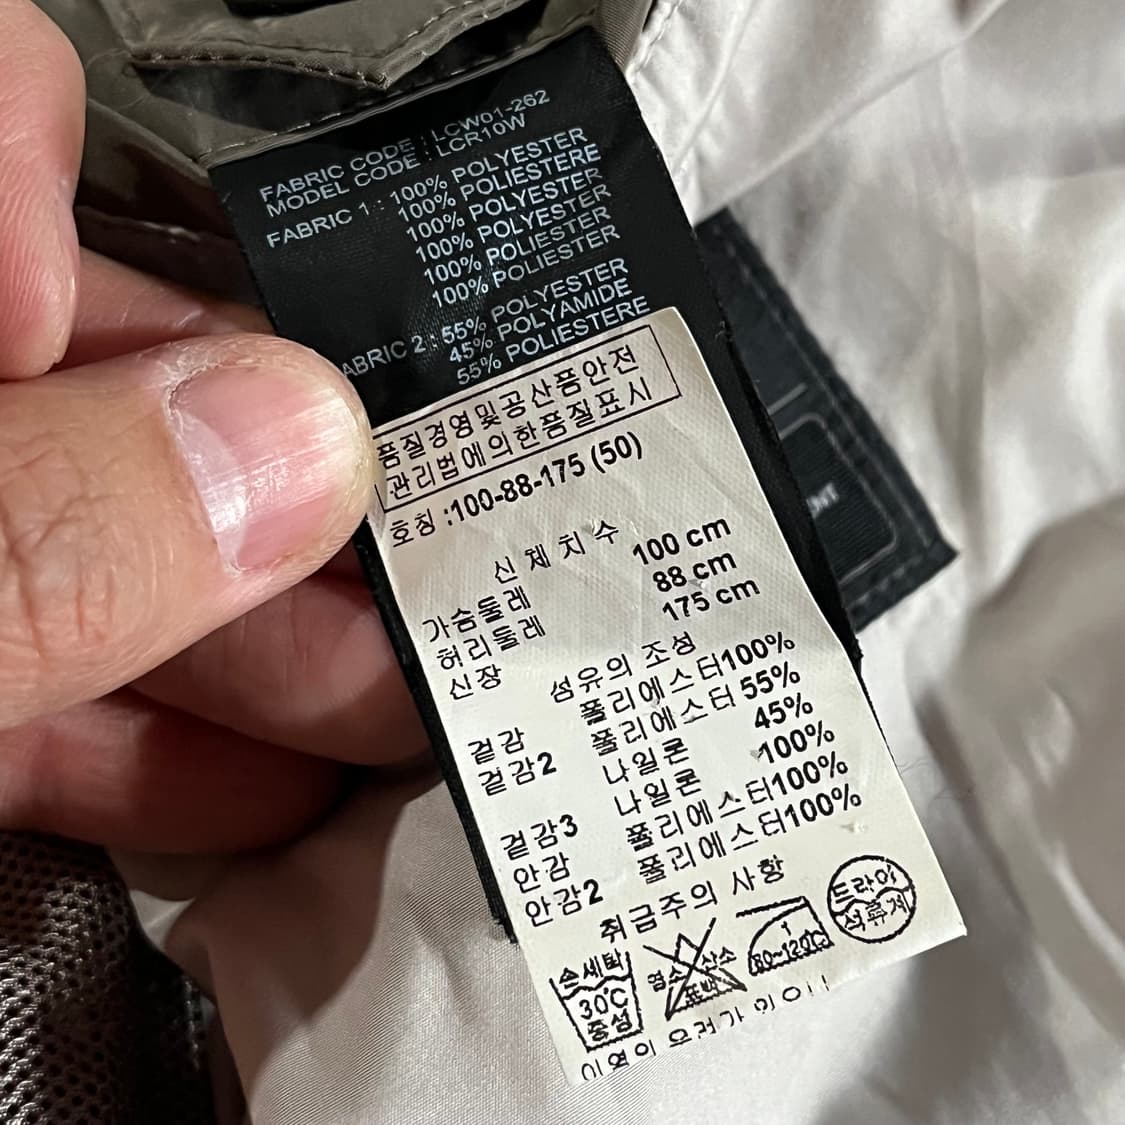 FABRIC CODE : LCW01-262
MODEL CODE : LCR10W
FABRIC 1 : 100% POLYESTER
100% POLIESTERE
100% POLYESTER
100% POLYESTER
100% POLIESTER
100% POLIESTER
ABRIC 2 : 55% POLYESTER
45% POLYAMIDE
55% POLIESTERE
품질경영및공산품안전
관리법에의한품질표시
호칭 :100-88-175 (50)
신체치수
가슴둘레 100 cm
허리둘레 88 cm
신장 175 cm
섬유의 조성
겉감 폴리에스터100%
겉감2 폴리에스터 55%
나일론 45%
겉감3 나일론 100%
안감 폴리에스터100%
안감2 폴리에스터100%
취급주의 사항
손세탁
30°C
중성
염소 산소
표백
1
80~120°C
드라이
석유계